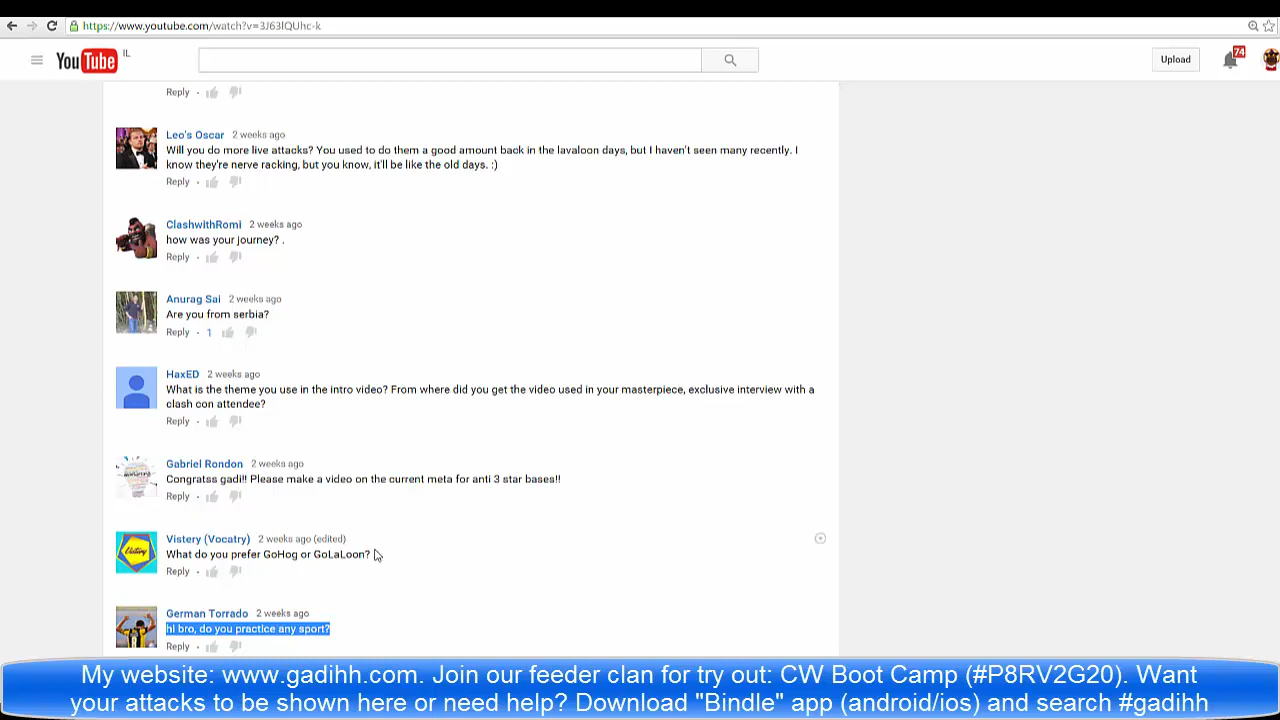 https://www.youtube.com/watch?v=3J63lQUhc-k
YouTube IL
Upload
74
Reply
Leo's Oscar 2 weeks ago
Will you do more live attacks? You used to do them a good amount back in the lavaloon days, but I haven't seen many recently. I
know they're nerve racking, but you know, it'll be like the old days. :)
Reply
ClashwithRomi 2 weeks ago
how was your journey? .
Reply
Anurag Sai 2 weeks ago
Are you from serbia?
Reply · 1
HaxED 2 weeks ago
What is the theme you use in the intro video? From where did you get the video used in your masterpiece, exclusive interview with a
clash con attendee?
Reply
Gabriel Rondon 2 weeks ago
Congratss gadi!! Please make a video on the current meta for anti 3 star bases!!
Reply
Vistery
Vistery (Vocatry) 2 weeks ago (edited)
What do you prefer GoHog or GoLaLoon?
Reply
German Torrado 2 weeks ago
hi bro, do you practice any sport?
Reply
My website: www.gadihh.com. Join our feeder clan for try out: CW Boot Camp (#P8RV2G20). Want
your attacks to be shown here or need help? Download "Bindle" app (android/ios) and search #gadihh